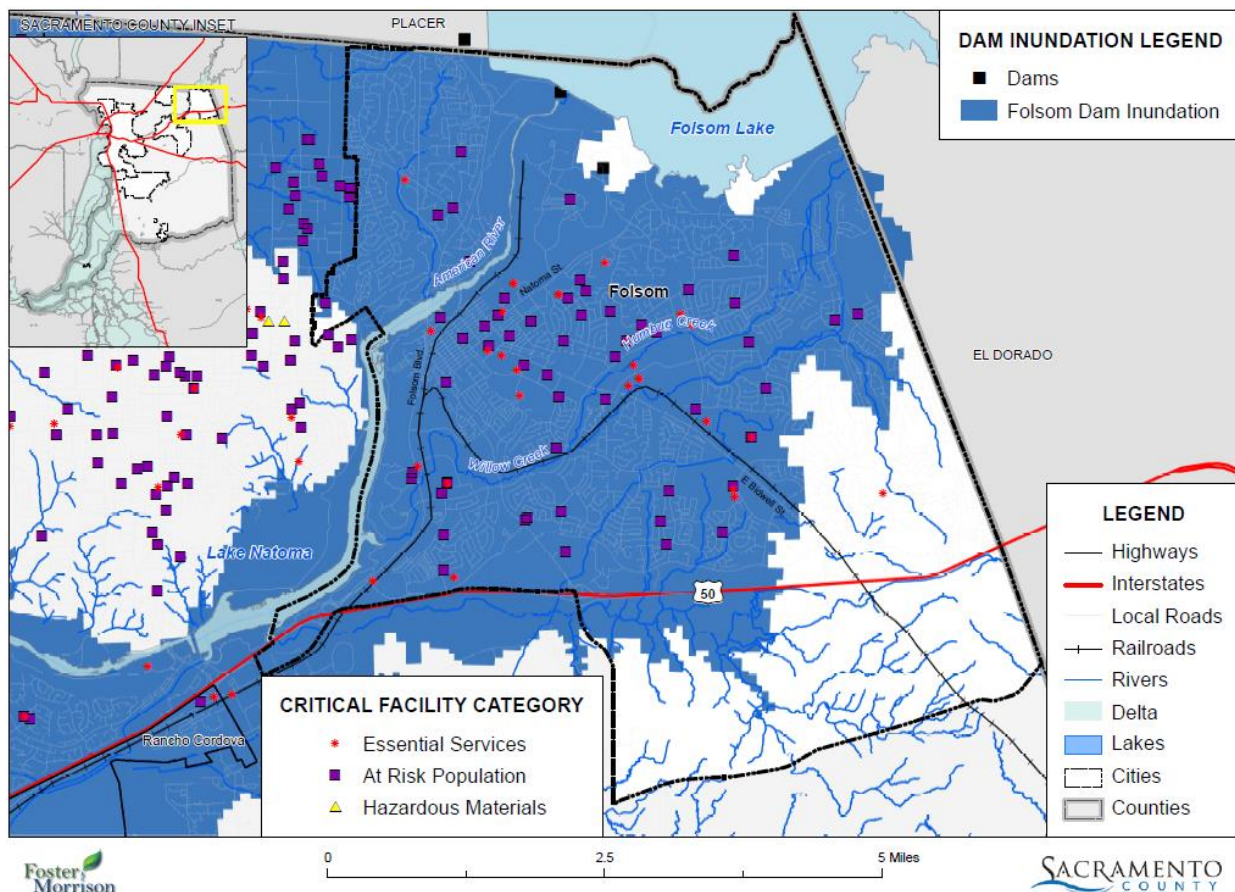 SACRAMENTO COUNTY INSET
PLACER
DAM INUNDATION LEGEND
Dams
Folsom Dam Inundation
Folsom Lake
American River
Natoma St.
Folsom
Humbug Creek
EL DORADO
Folsom Blvd.
Willow Creek
E Bidwell St.
Lake Natoma
50
Rancho Cordova
CRITICAL FACILITY CATEGORY
Essential Services
At Risk Population
Hazardous Materials
LEGEND
Highways
Interstates
Local Roads
Railroads
Rivers
Delta
Lakes
Cities
Counties
Foster
Morrison
0
2.5
5 Miles
SACRAMENTO
COUNTY